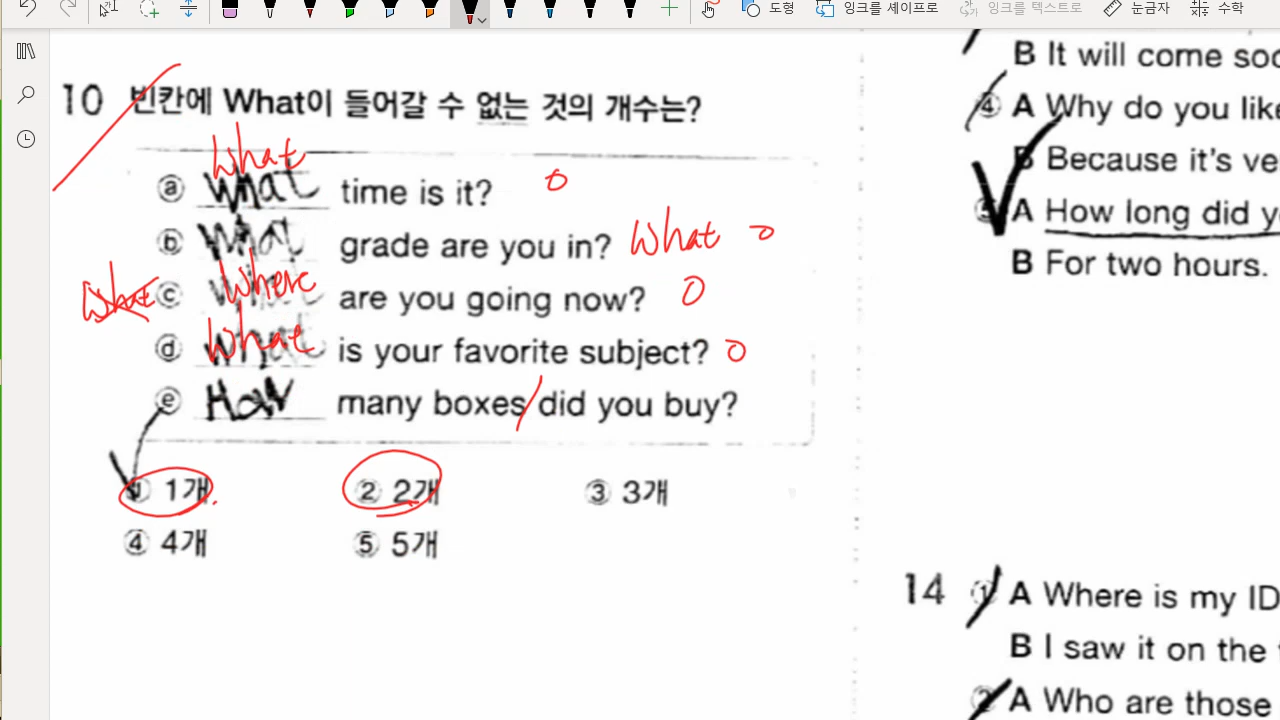 도형 잉크를 셰이프로 잉크를 텍스트로 눈금자 수학
10 빈칸에 What이 들어갈 수 없는 것의 개수는?
What
ⓐ What time is it? O
ⓑ What grade are you in? What O
What ⓒ Where are you going now? O
ⓓ What is your favorite subject? O
ⓔ How many boxes/did you buy?
① 1개 ② 2개 ③ 3개
④ 4개 ⑤ 5개
B It will come soo
④ A Why do you like
B Because it's ve
⑤ A How long did y
B For two hours.
14 ① A Where is my ID
B I saw it on the
② A Who are those